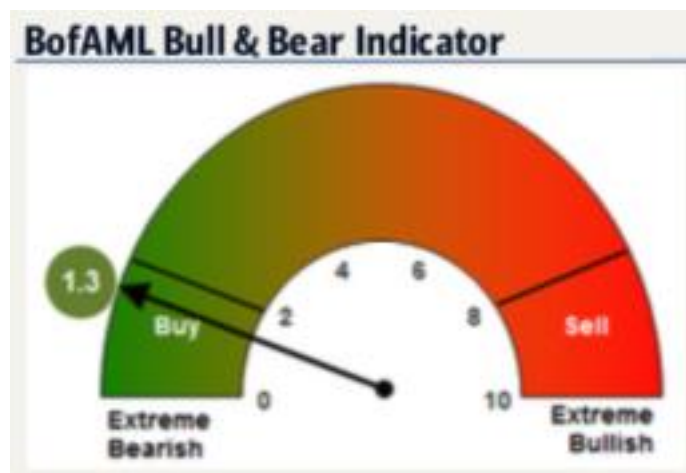 BofAML Bull & Bear Indicator
4
6
1.3
2
8
Buy
Sell
0
10
Extreme
Bearish
Extreme
Bullish